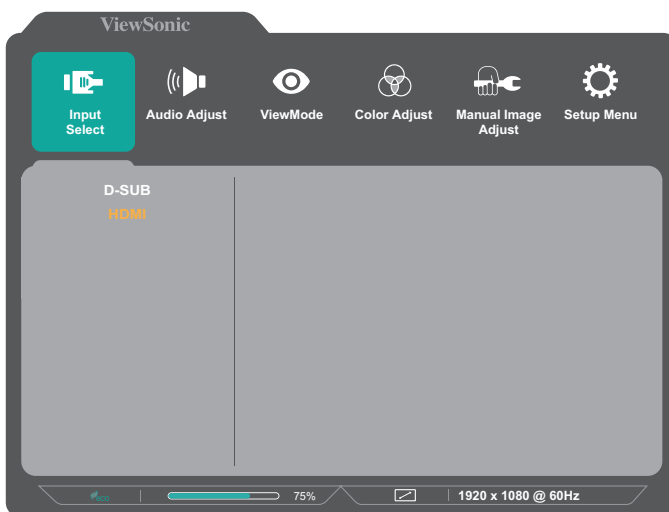 ViewSonic
Input
Select
Audio Adjust
ViewMode
Color Adjust
Manual Image
Adjust
Setup Menu
D-SUB
HDMI
ECO
75%
1920 x 1080 @ 60Hz